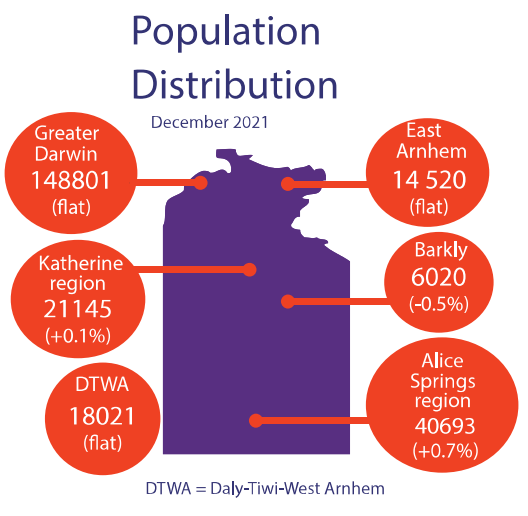 Population
Distribution
December 2021
Greater
Darwin
148801
(flat)
East
Arnhem
14 520
(flat)
Katherine
region
21145
(+0.1%)
Barkly
6020
(-0.5%)
DTWA
18021
(flat)
Alice
Springs
region
40693
(+0.7%)
DTWA = Daly-Tiwi-West Arnhem